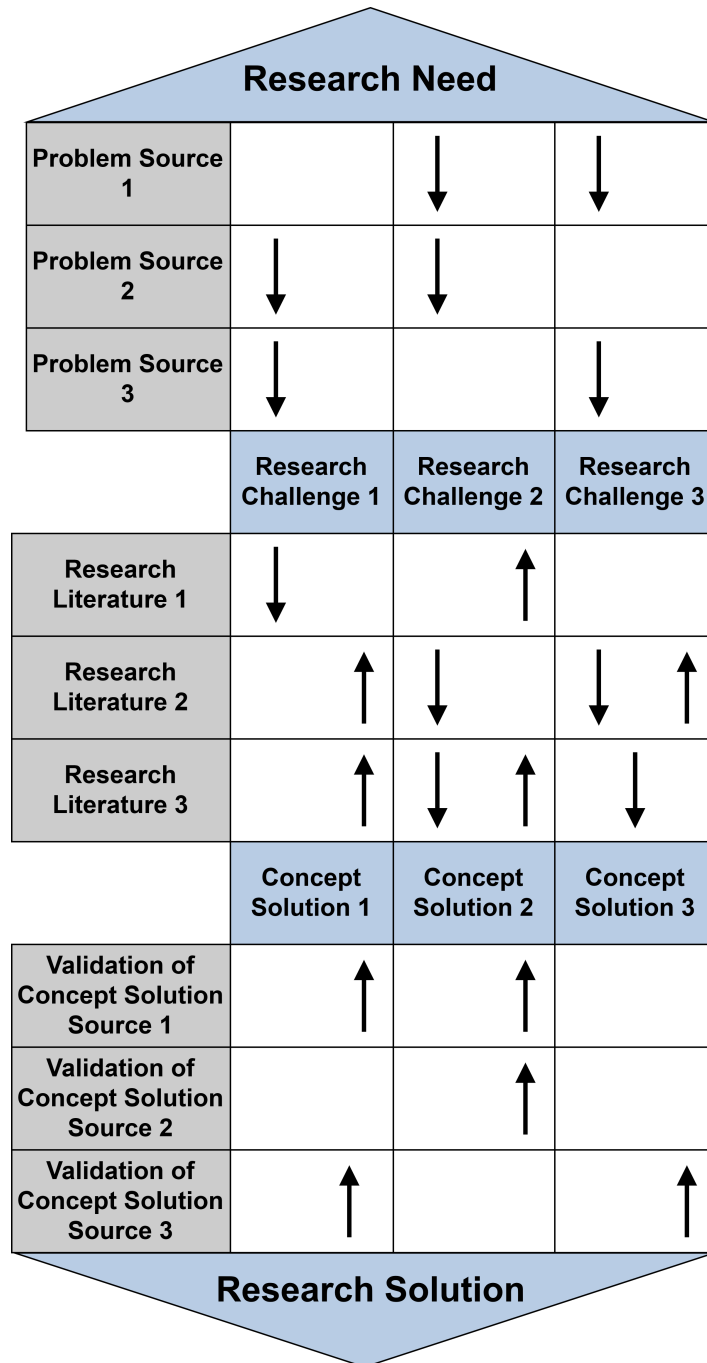 Research Need
Problem Source
1
Problem Source
2
Problem Source
3
Research
Challenge 1
Research
Challenge 2
Research
Challenge 3
Research
Literature 1
Research
Literature 2
Research
Literature 3
Concept
Solution 1
Concept
Solution 2
Concept
Solution 3
Validation of
Concept Solution
Source 1
Validation of
Concept Solution
Source 2
Validation of
Concept Solution
Source 3
Research Solution